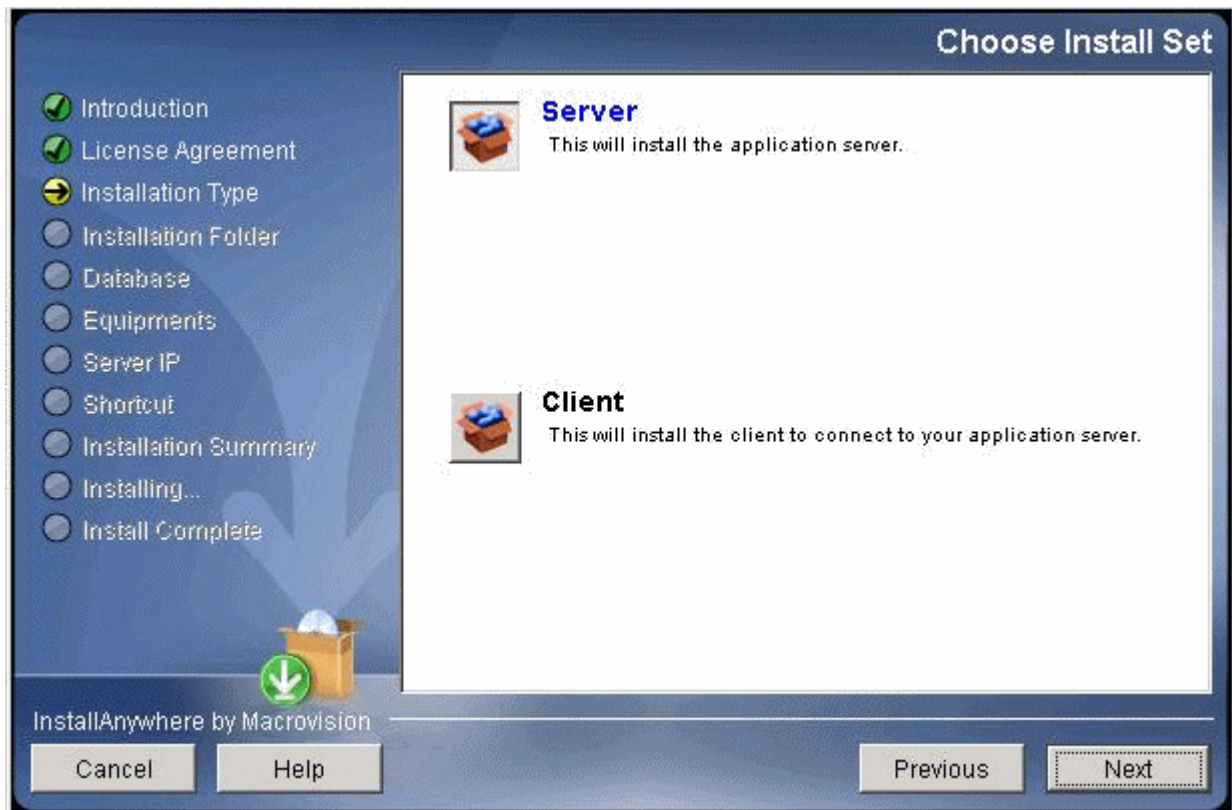 Choose Install Set
Introduction
License Agreement
Installation Type
Installation Folder
Database
Equipments
Server IP
Shortcut
Installation Summary
Installing...
Install Complete
Server
This will install the application server.
Client
This will install the client to connect to your application server.
InstallAnywhere by Macrovision
Cancel
Help
Previous
Next